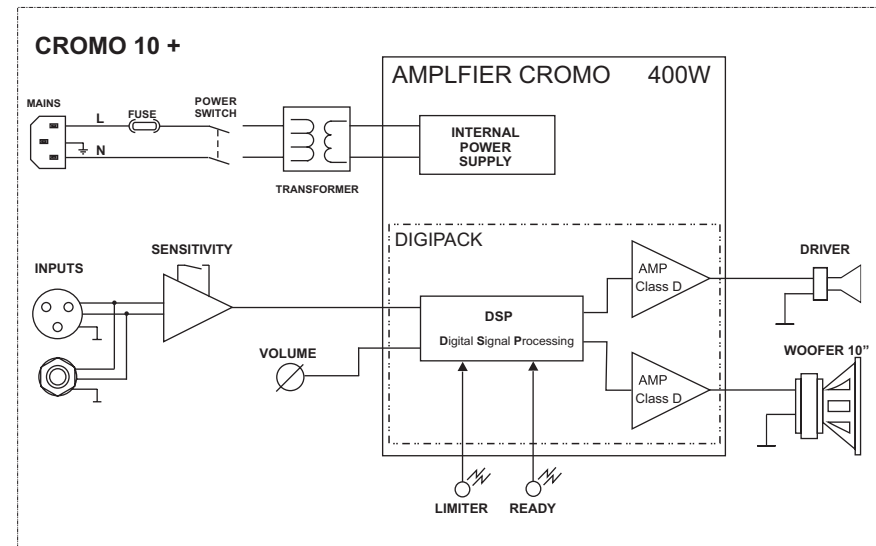 CROMO 10 +
AMPLFIER CROMO 400W
MAINS
L
FUSE
POWER
SWITCH
N
TRANSFORMER
INTERNAL
POWER
SUPPLY
DIGIPACK
SENSITIVITY
INPUTS
AMP
Class D
DRIVER
DSP
Digital Signal Processing
VOLUME
AMP
Class D
WOOFER 10”
LIMITER
READY